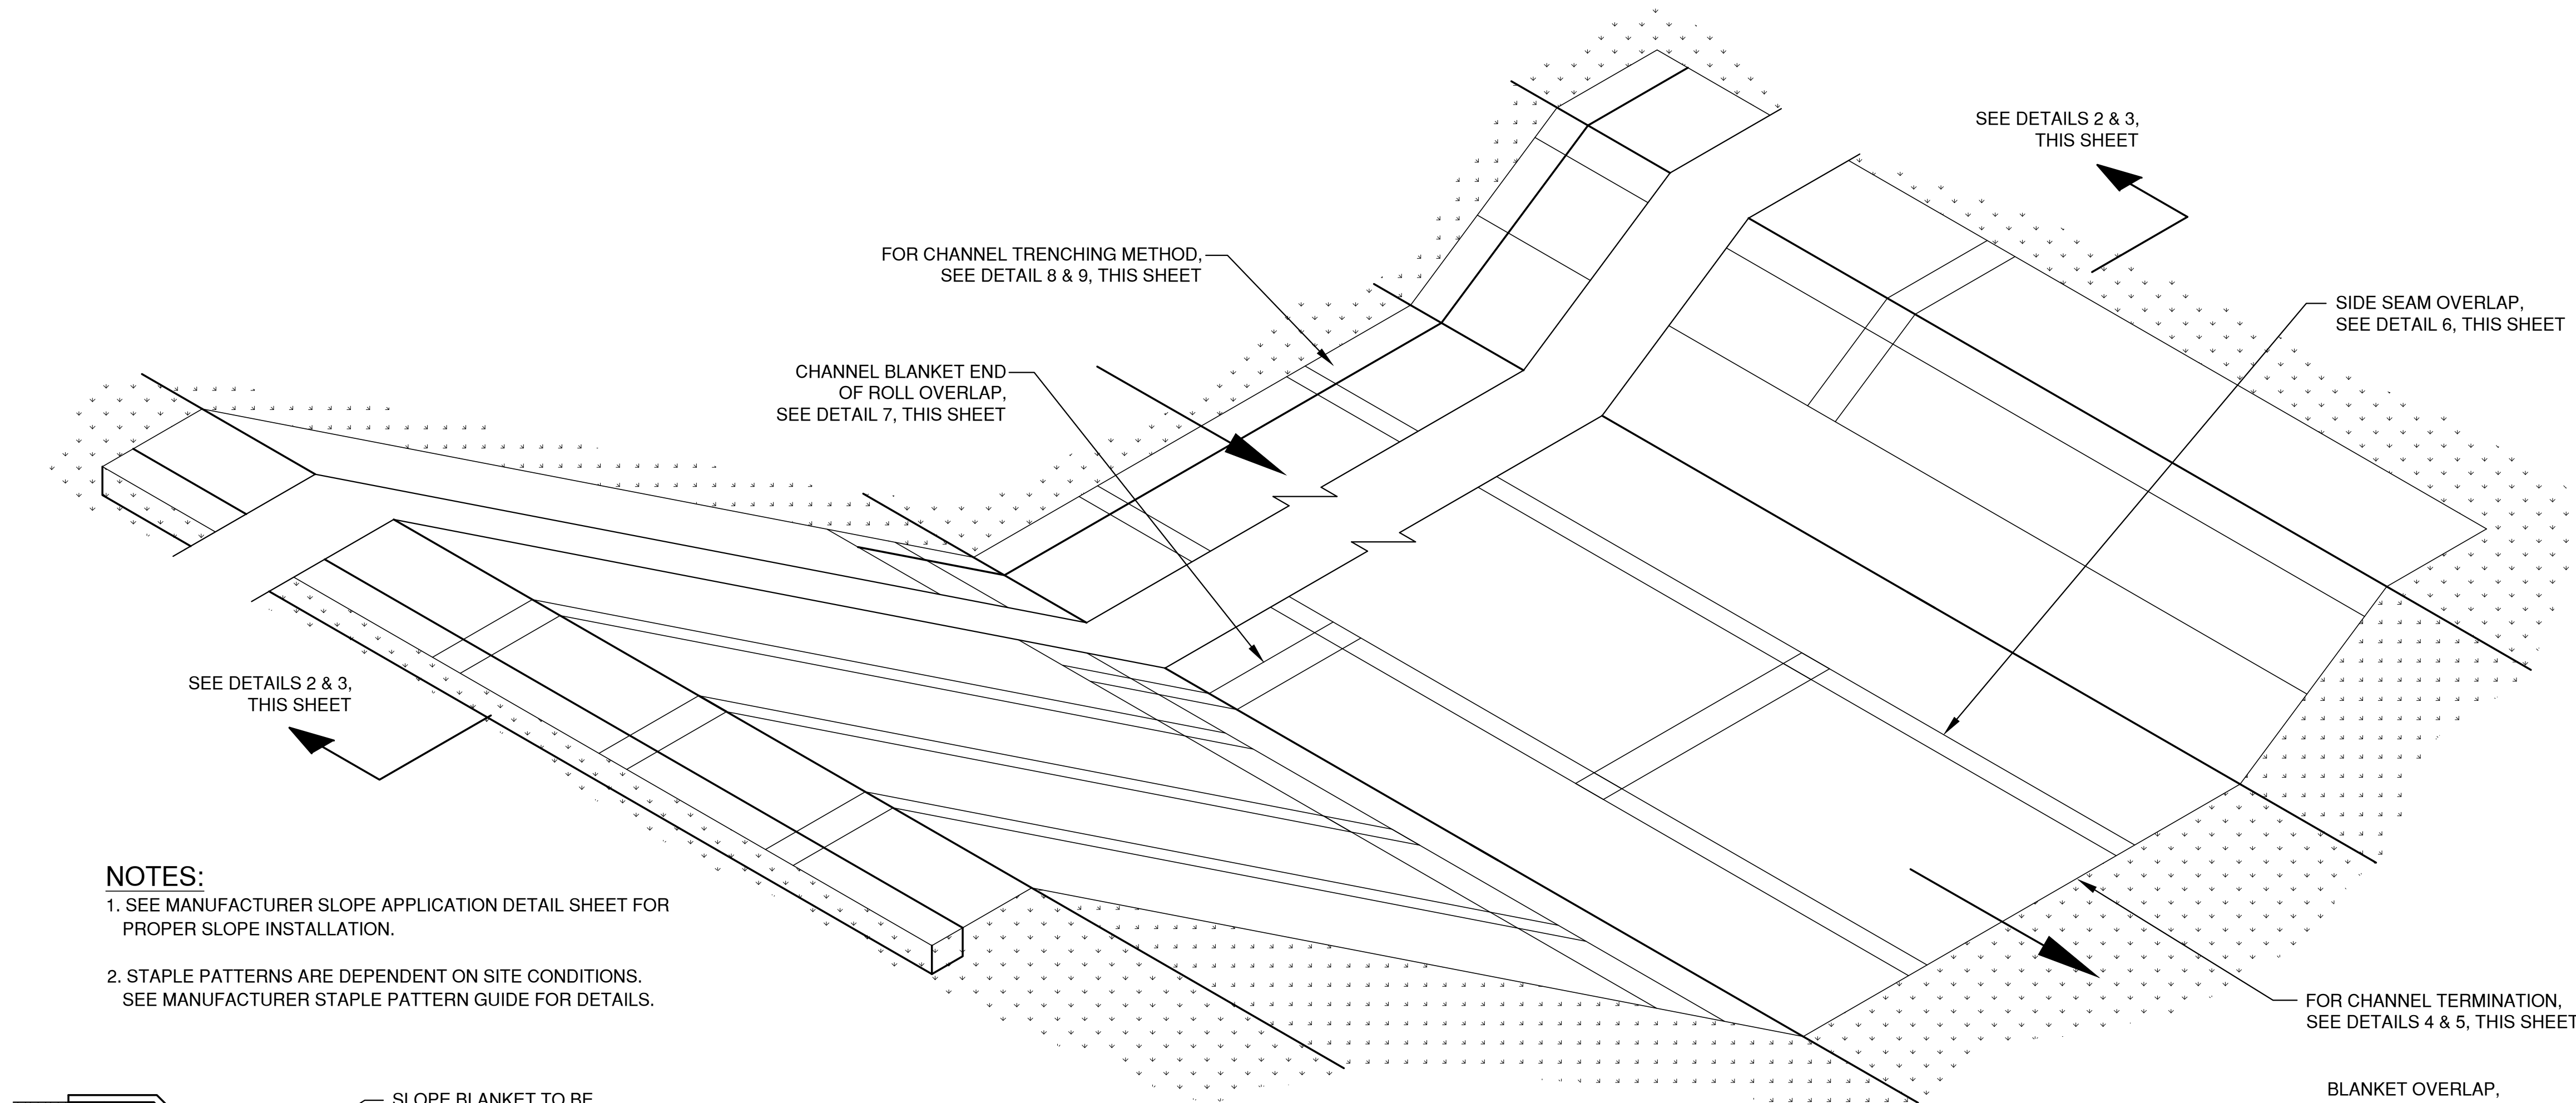 SEE DETAILS 2 & 3,
THIS SHEET
FOR CHANNEL TRENCHING METHOD,
SEE DETAIL 8 & 9, THIS SHEET
SIDE SEAM OVERLAP,
SEE DETAIL 6, THIS SHEET
CHANNEL BLANKET END
OF ROLL OVERLAP,
SEE DETAIL 7, THIS SHEET
SEE DETAILS 2 & 3,
THIS SHEET
NOTES:
1. SEE MANUFACTURER SLOPE APPLICATION DETAIL SHEET FOR
PROPER SLOPE INSTALLATION.
2. STAPLE PATTERNS ARE DEPENDENT ON SITE CONDITIONS.
SEE MANUFACTURER STAPLE PATTERN GUIDE FOR DETAILS.
FOR CHANNEL TERMINATION,
SEE DETAILS 4 & 5, THIS SHEET
BLANKET OVERLAP,
SLOPE BLANKET TO BE